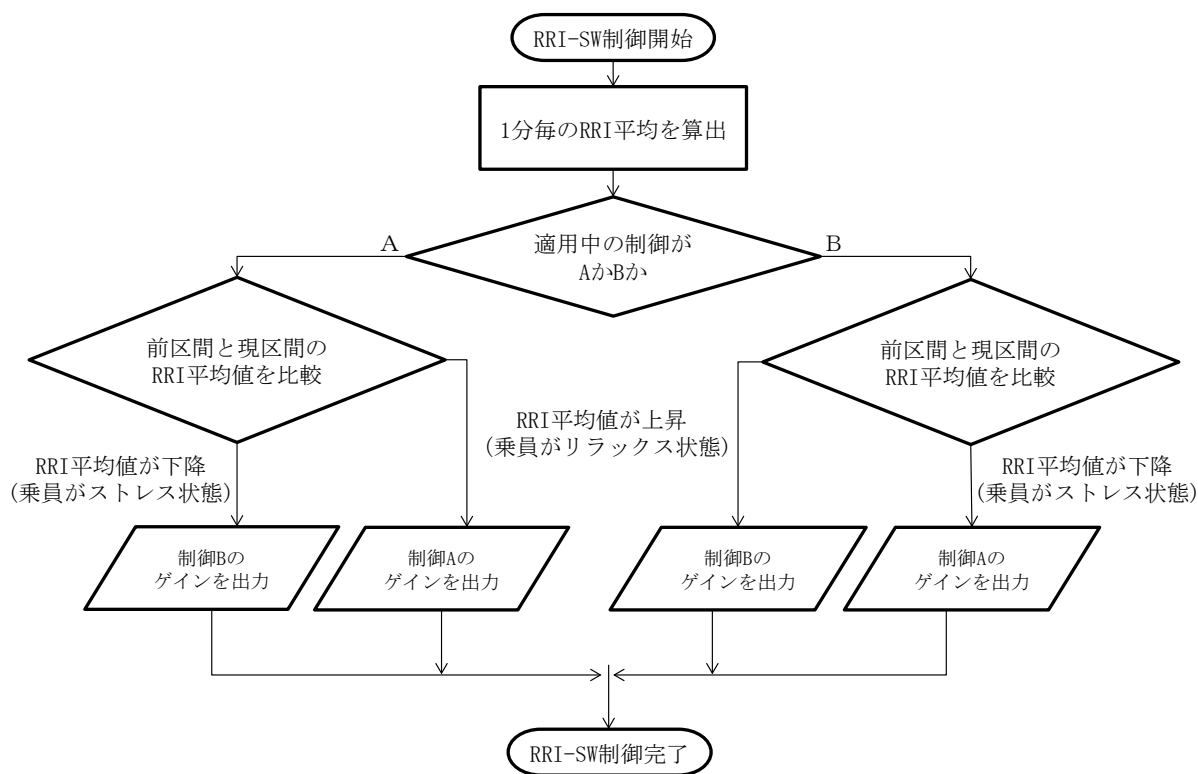 RRI-SW制御開始
1分毎のRRI平均を算出
適用中の制御が
AかBか
A
B
前区間と現区間の
RRI平均値を比較
前区間と現区間の
RRI平均値を比較
RRI平均値が上昇
(乗員がリラックス状態)
RRI平均値が下降
(乗員がストレス状態)
RRI平均値が下降
(乗員がストレス状態)
制御Bの
ゲインを出力
制御Aの
ゲインを出力
制御Bの
ゲインを出力
制御Aの
ゲインを出力
RRI-SW制御完了